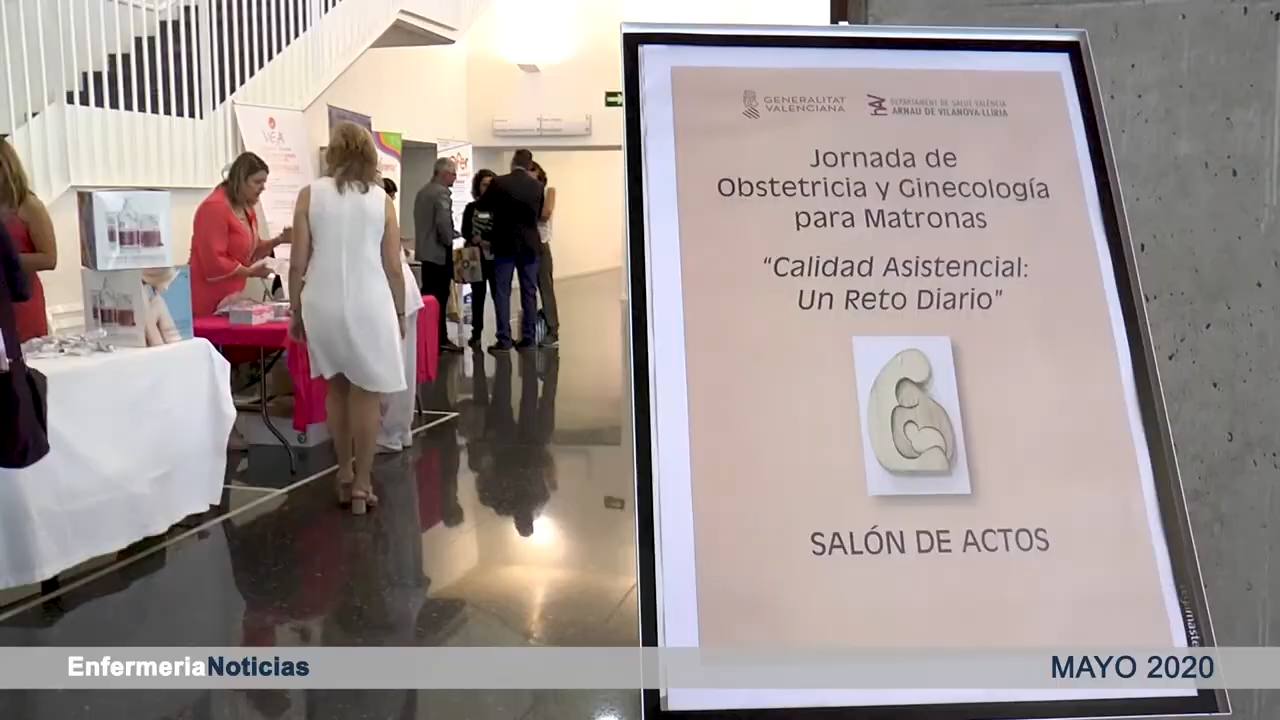 GENERALITAT
VALENCIANA
DEPARTAMENT DE SALUT VALÈNCIA
ARNAU DE VILANOVA-LLÍRIA
Jornada de
Obstetricia y Ginecología
para Matronas
“Calidad Asistencial:
Un Reto Diario”
SALÓN DE ACTOS
EnfermeriaNoticias
MAYO 2020